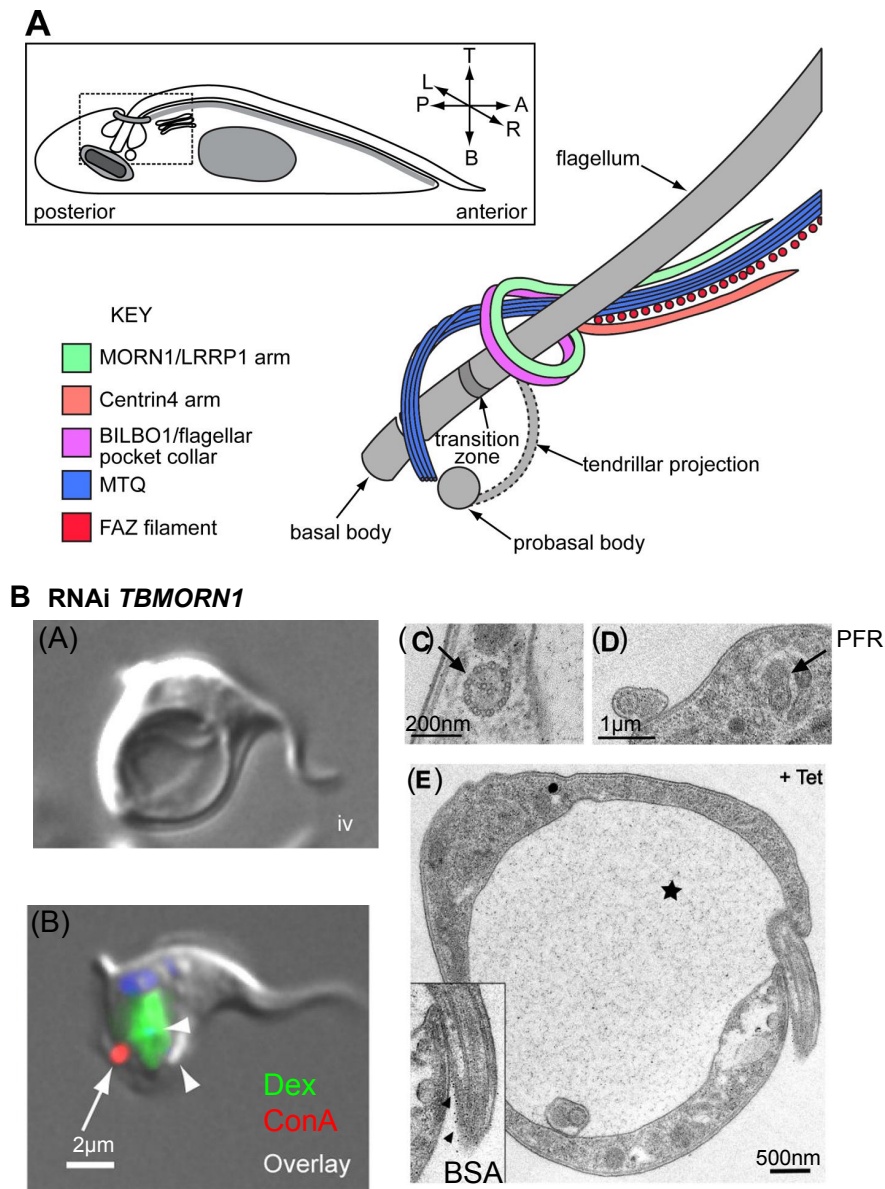 A
T
L
P
A
R
B
posterior
anterior
flagellum
KEY
MORN1/LRRP1 arm
Centrin4 arm
BILBO1/flagellar
pocket collar
MTQ
FAZ filament
transition
zone
tendrillar projection
basal body
probasal body
B RNAi TBMORN1
(A)
iv
(B)
Dex
ConA
Overlay
2µm
(C)
200nm
(D)
PFR
1µm
(E)
+ Tet
BSA
500nm